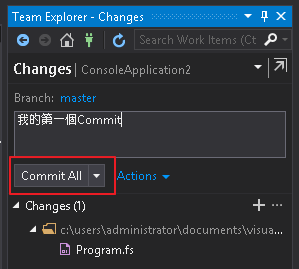 Team Explorer - Changes
Search Work Items (Ct
Changes | ConsoleApplication2
Branch: master
我的第一個Commit
Commit All Actions
Changes (1)
c:\users\administrator\documents\visua...
Program.fs